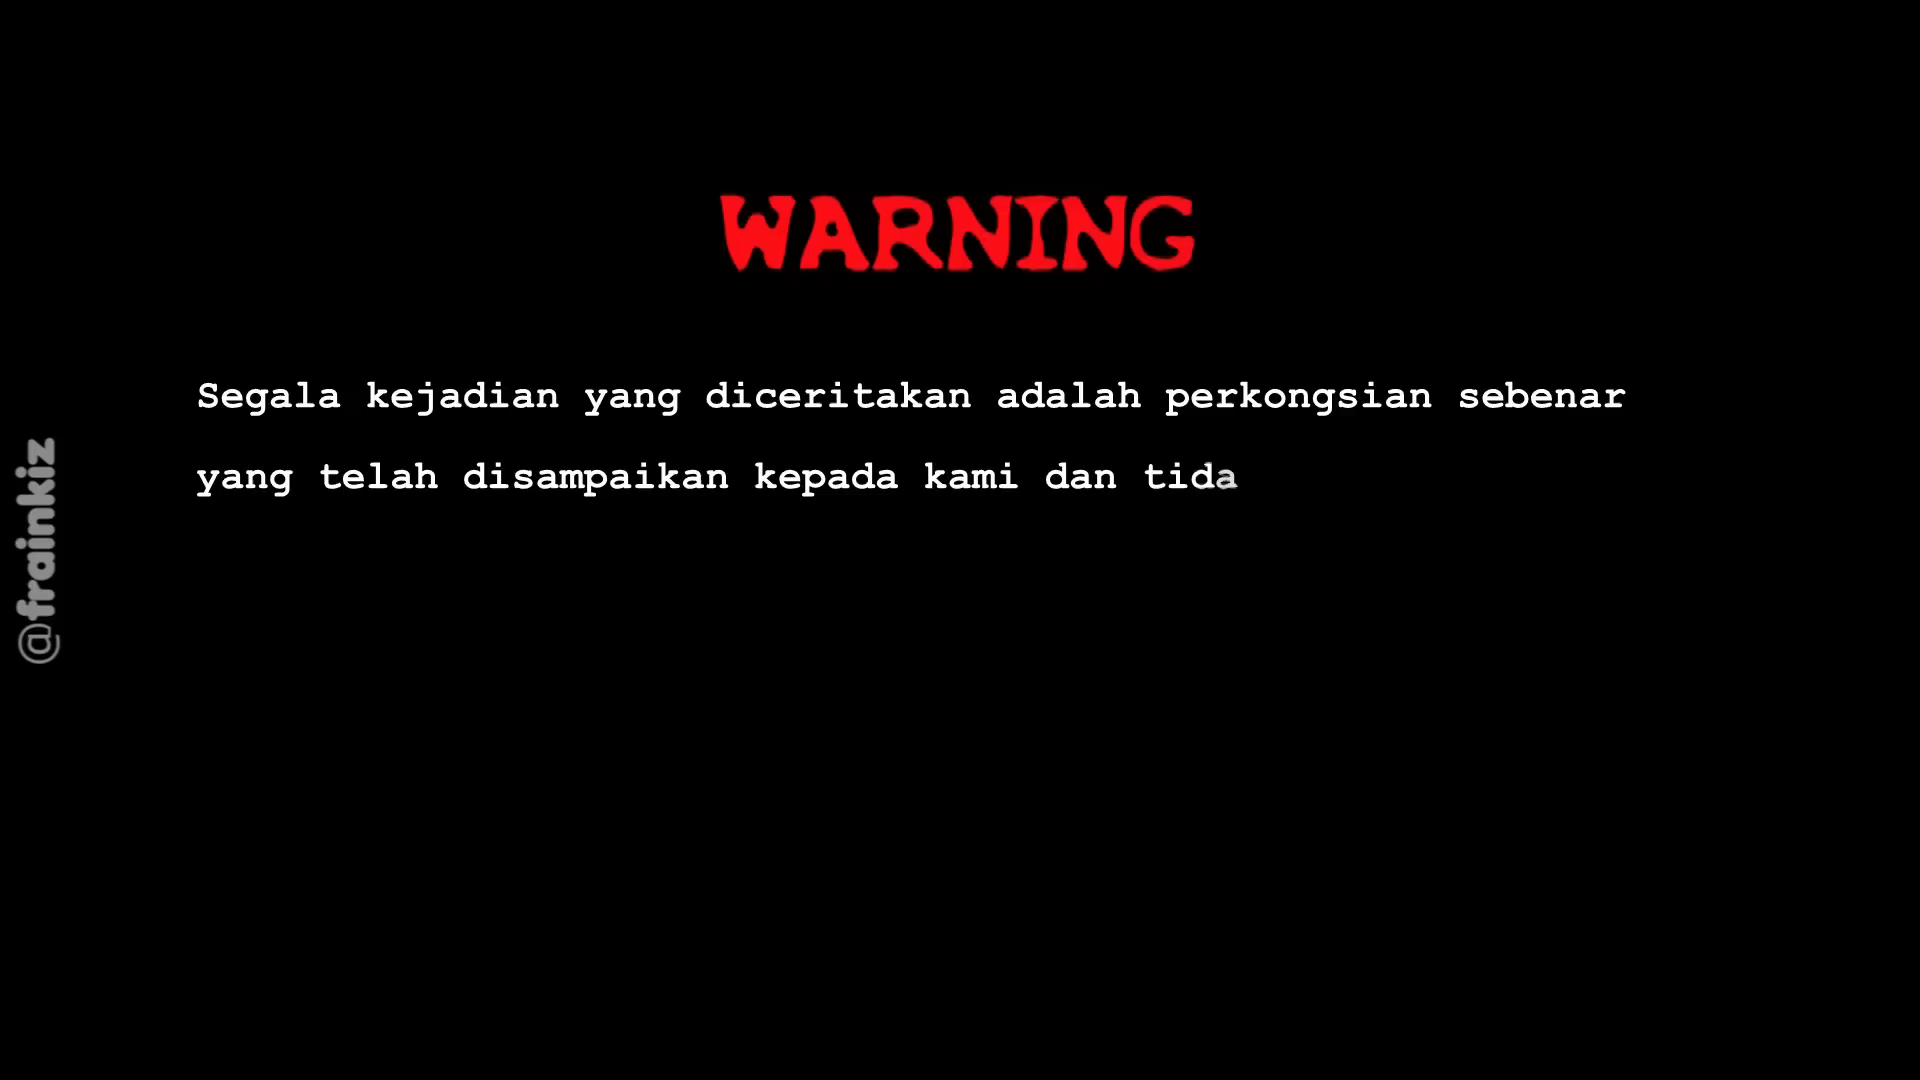 WARNING
Segala kejadian yang diceritakan adalah perkongsian sebenar
yang telah disampaikan kepada kami dan tida
@frainkiz